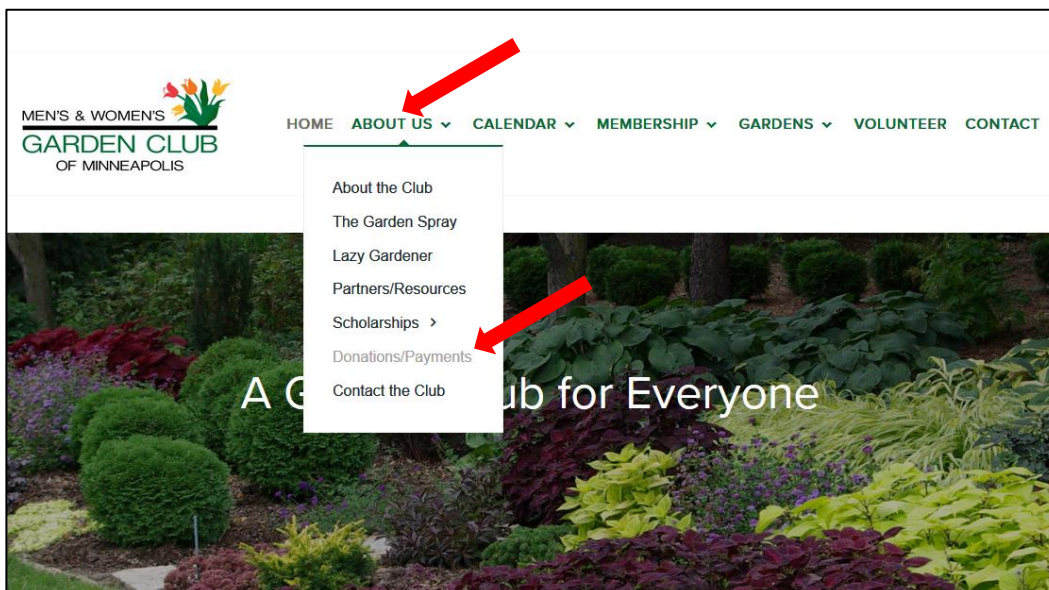 MEN'S & WOMEN'S
GARDEN CLUB
OF MINNEAPOLIS
HOME ABOUT US CALENDAR MEMBERSHIP GARDENS VOLUNTEER CONTACT
About the Club
The Garden Spray
Lazy Gardener
Partners/Resources
Scholarships >
Donations/Payments
Contact the Club
A G ub for Everyone